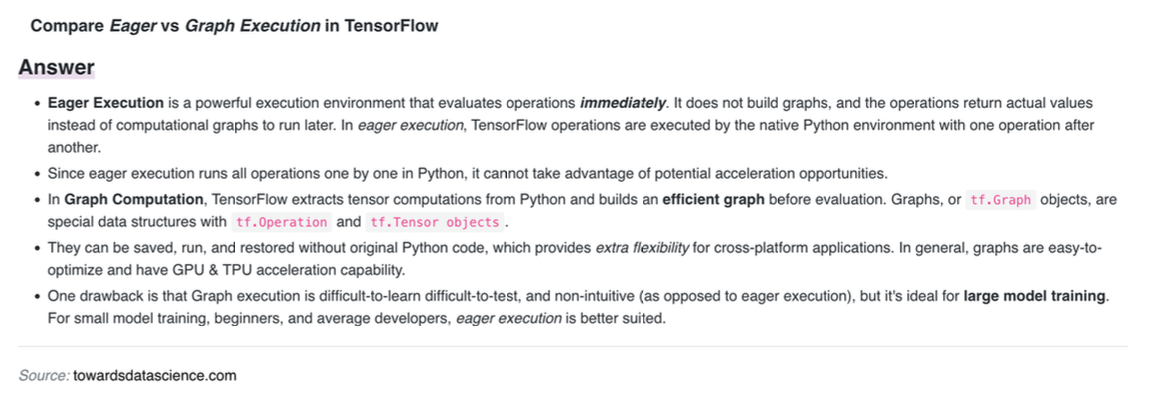 Compare Eager vs Graph Execution in TensorFlow
Answer
• Eager Execution is a powerful execution environment that evaluates operations immediately. It does not build graphs, and the operations return actual values
instead of computational graphs to run later. In eager execution, TensorFlow operations are executed by the native Python environment with one operation after
another.
• Since eager execution runs all operations one by one in Python, it cannot take advantage of potential acceleration opportunities.
• In Graph Computation, TensorFlow extracts tensor computations from Python and builds an efficient graph before evaluation. Graphs, or tf.Graph objects, are
special data structures with tf.Operation and tf.Tensor objects.
• They can be saved, run, and restored without original Python code, which provides extra flexibility for cross-platform applications. In general, graphs are easy-to-
optimize and have GPU & TPU acceleration capability.
• One drawback is that Graph execution is difficult-to-learn difficult-to-test, and non-intuitive (as opposed to eager execution), but it's ideal for large model training.
For small model training, beginners, and average developers, eager execution is better suited.
Source: towardsdatascience.com